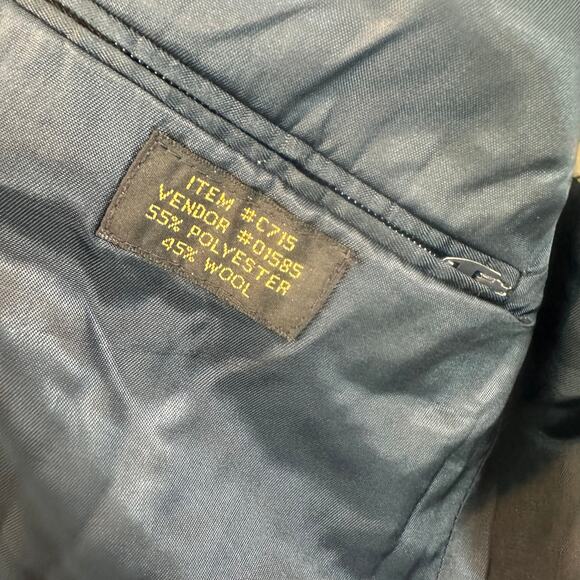 ITEM #C715
VENDOR #01585
55% POLYESTER
45% WOOL